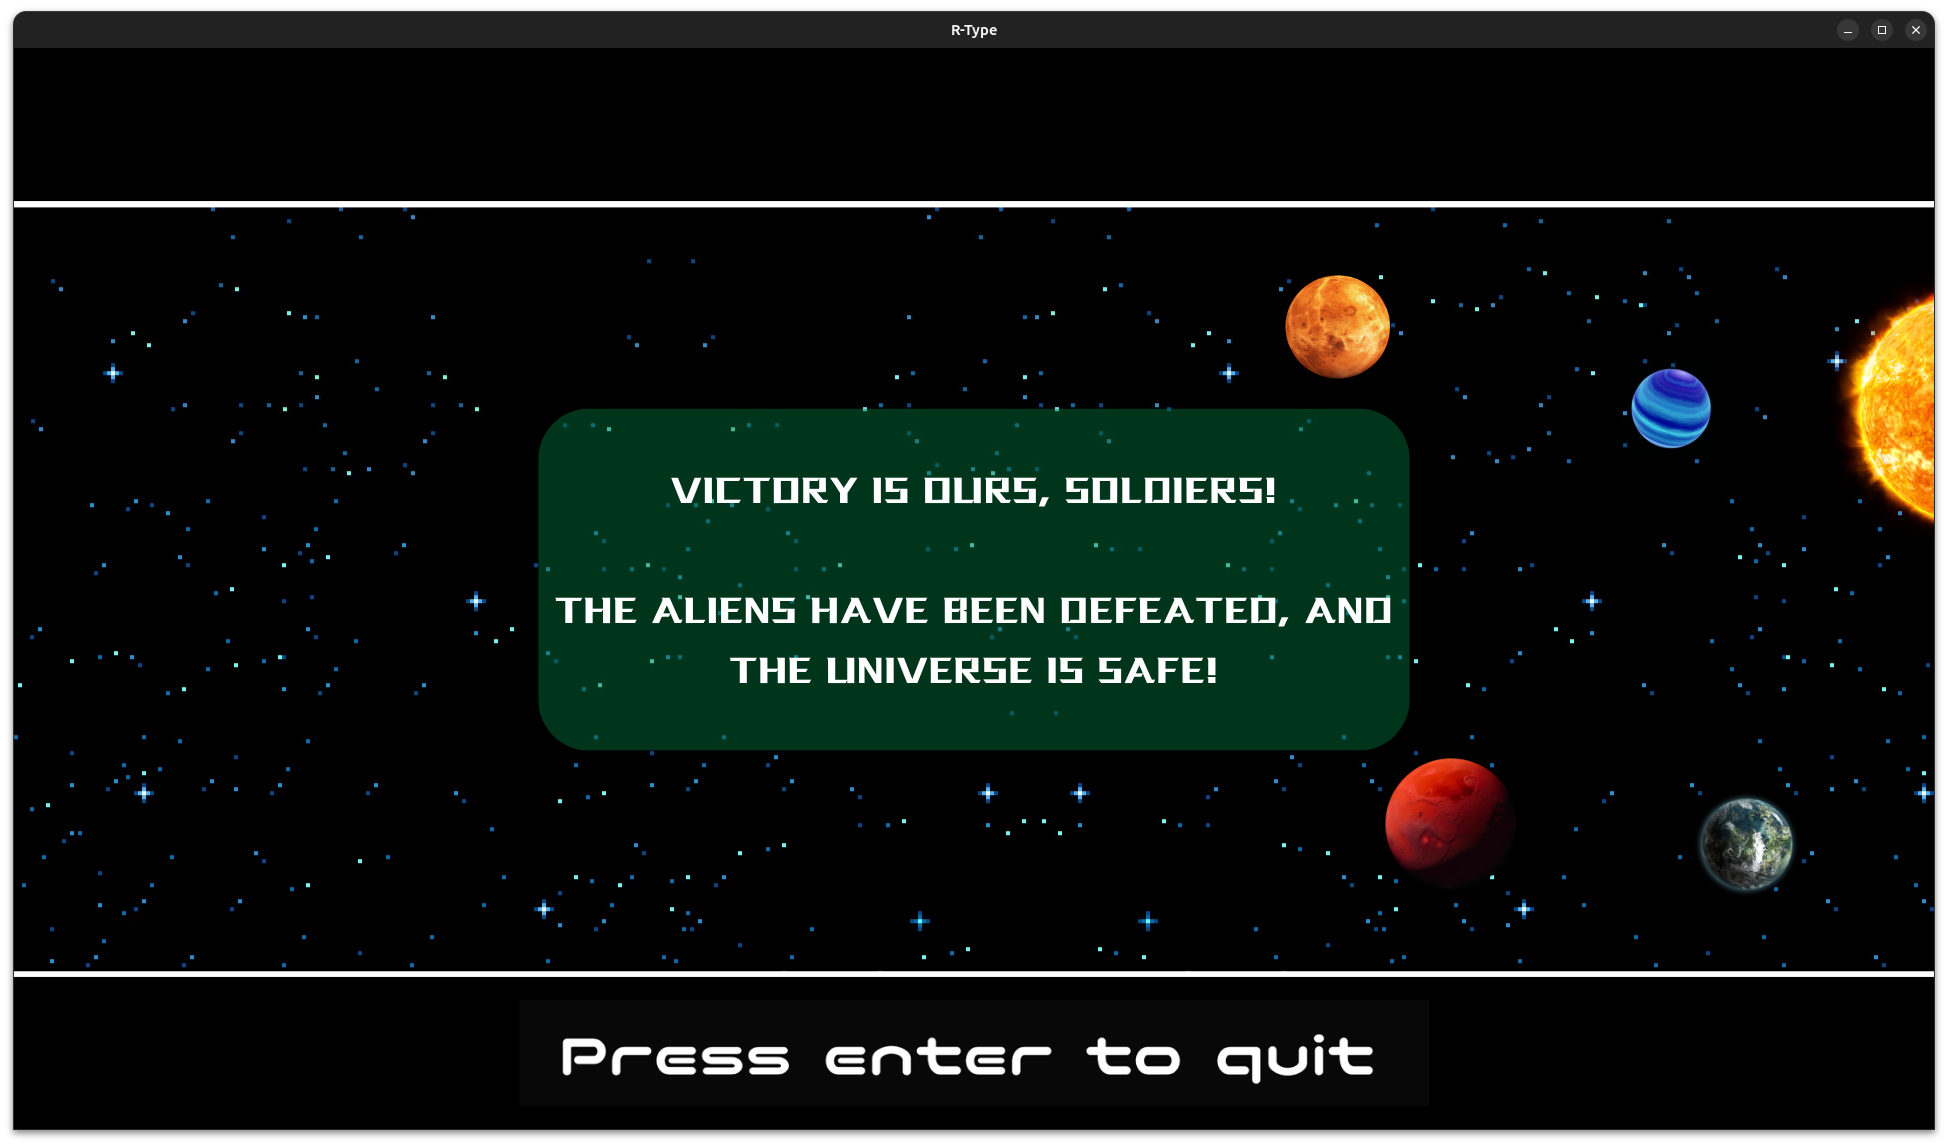 R-Type
VICTORY IS OURS, SOLDIERS!
THE ALIENS HAVE BEEN DEFEATED, AND
THE UNIVERSE IS SAFE!
Press enter to quit